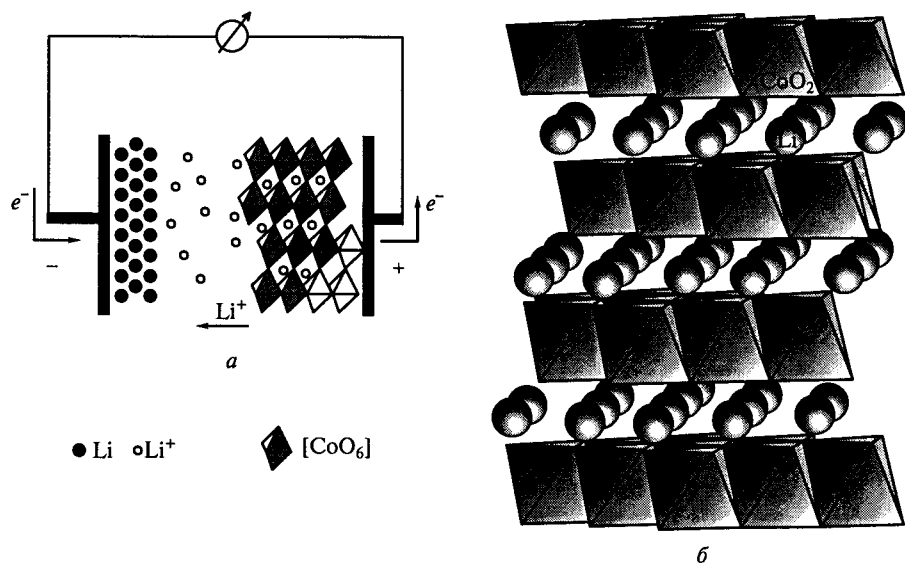 e⁻
e⁻
−
+
Li⁺
а
Li
Li⁺
[CoO₆]
CoO₂
Li
б